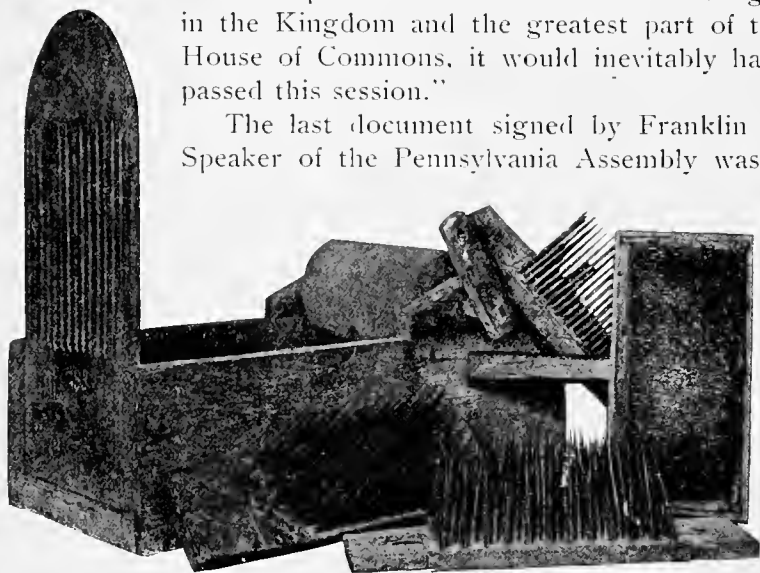 in the Kingdom and the greatest part of t
House of Commons, it would inevitably ha
passed this session."
The last document signed by Franklin
Speaker of the Pennsylvania Assembly was